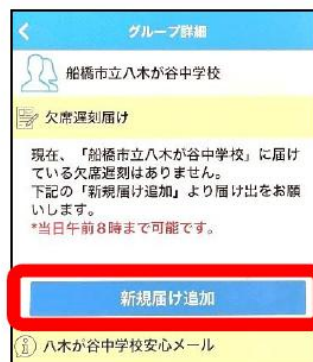 グループ詳細
船橋市立八木が谷中学校
欠席遅刻届け
現在、「船橋市立八木が谷中学校」に届け
ている欠席遅刻はありません。
下記の「新規届け追加」より届け出をお願
いします。
*当日午前8時まで可能です。
新規届け追加
八木が谷中学校安心メール